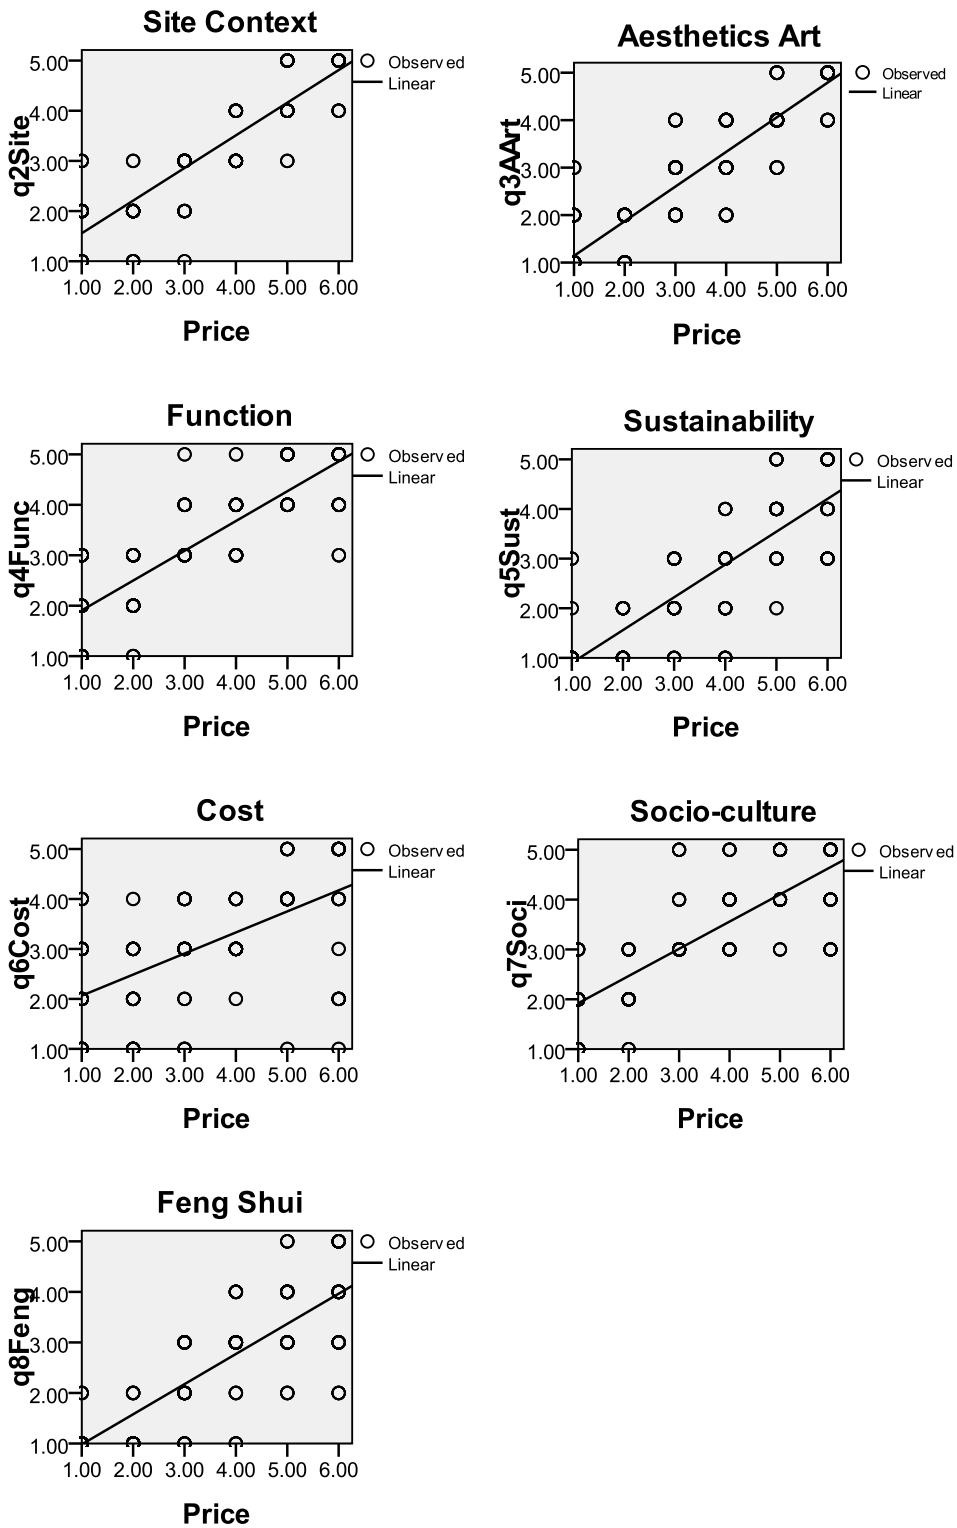 Site Context
q2Site
5.00
4.00
3.00
2.00
1.00
1.00 2.00 3.00 4.00 5.00 6.00
Price
Observed
Linear
Aesthetics Art
q3AArt
5.00
4.00
3.00
2.00
1.00
1.00 2.00 3.00 4.00 5.00 6.00
Price
Observed
Linear
Function
q4Func
5.00
4.00
3.00
2.00
1.00
1.00 2.00 3.00 4.00 5.00 6.00
Price
Observed
Linear
Sustainability
q5Sust
5.00
4.00
3.00
2.00
1.00
1.00 2.00 3.00 4.00 5.00 6.00
Price
Observed
Linear
Cost
q6Cost
5.00
4.00
3.00
2.00
1.00
1.00 2.00 3.00 4.00 5.00 6.00
Price
Observed
Linear
Socio-culture
q7Soci
5.00
4.00
3.00
2.00
1.00
1.00 2.00 3.00 4.00 5.00 6.00
Price
Observed
Linear
Feng Shui
q8Feng
5.00
4.00
3.00
2.00
1.00
1.00 2.00 3.00 4.00 5.00 6.00
Price
Observed
Linear